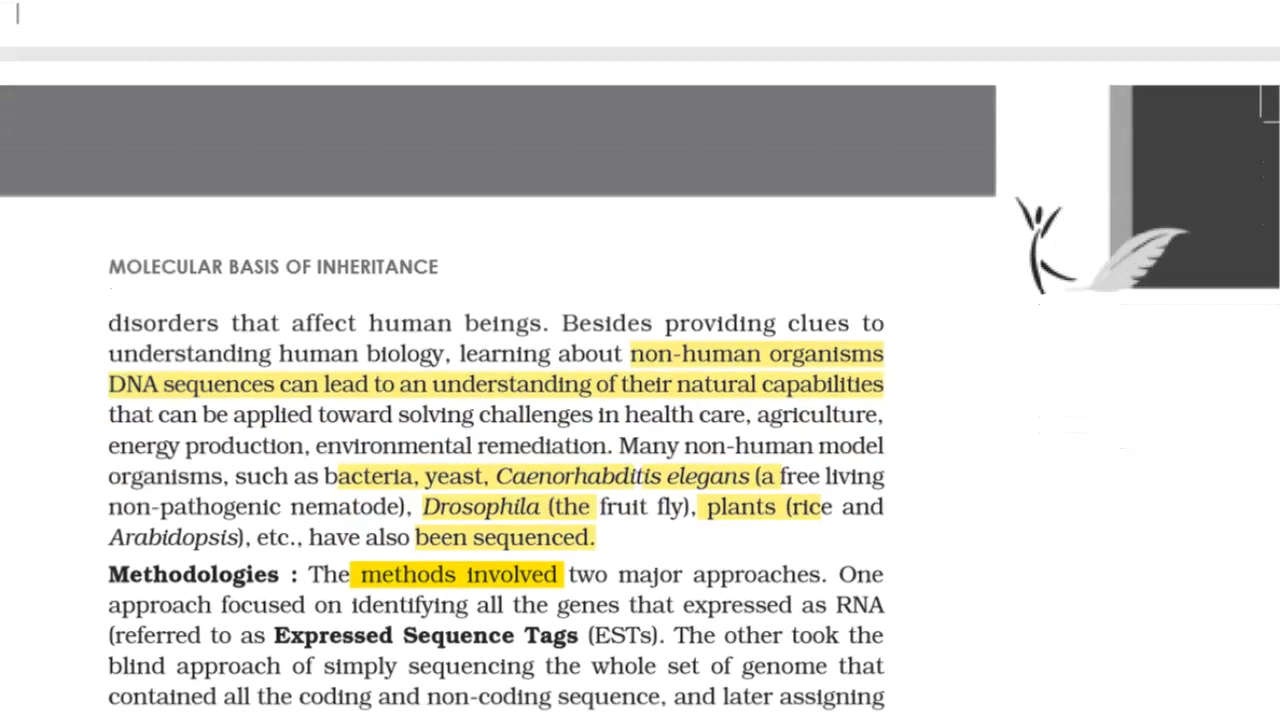 MOLECULAR BASIS OF INHERITANCE
disorders that affect human beings. Besides providing clues to
understanding human biology, learning about non-human organisms
DNA sequences can lead to an understanding of their natural capabilities
that can be applied toward solving challenges in health care, agriculture,
energy production, environmental remediation. Many non-human model
organisms, such as bacteria, yeast, Caenorhabditis elegans (a free living
non-pathogenic nematode), Drosophila (the fruit fly), plants (rice and
Arabidopsis), etc., have also been sequenced.
Methodologies : The methods involved two major approaches. One
approach focused on identifying all the genes that expressed as RNA
(referred to as Expressed Sequence Tags (ESTs). The other took the
blind approach of simply sequencing the whole set of genome that
contained all the coding and non-coding sequence, and later assigning